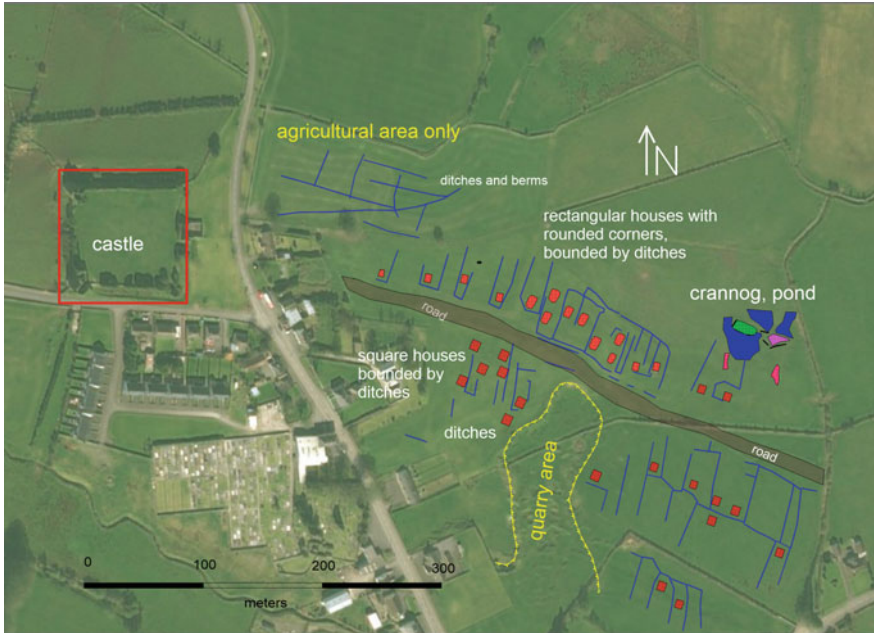 agricultural area only
ditches and berms
N
rectangular houses with
rounded corners,
bounded by ditches
castle
crannog, pond
road
square houses
bounded by
ditches
ditches
road
quarry area
0
100
200
300
meters